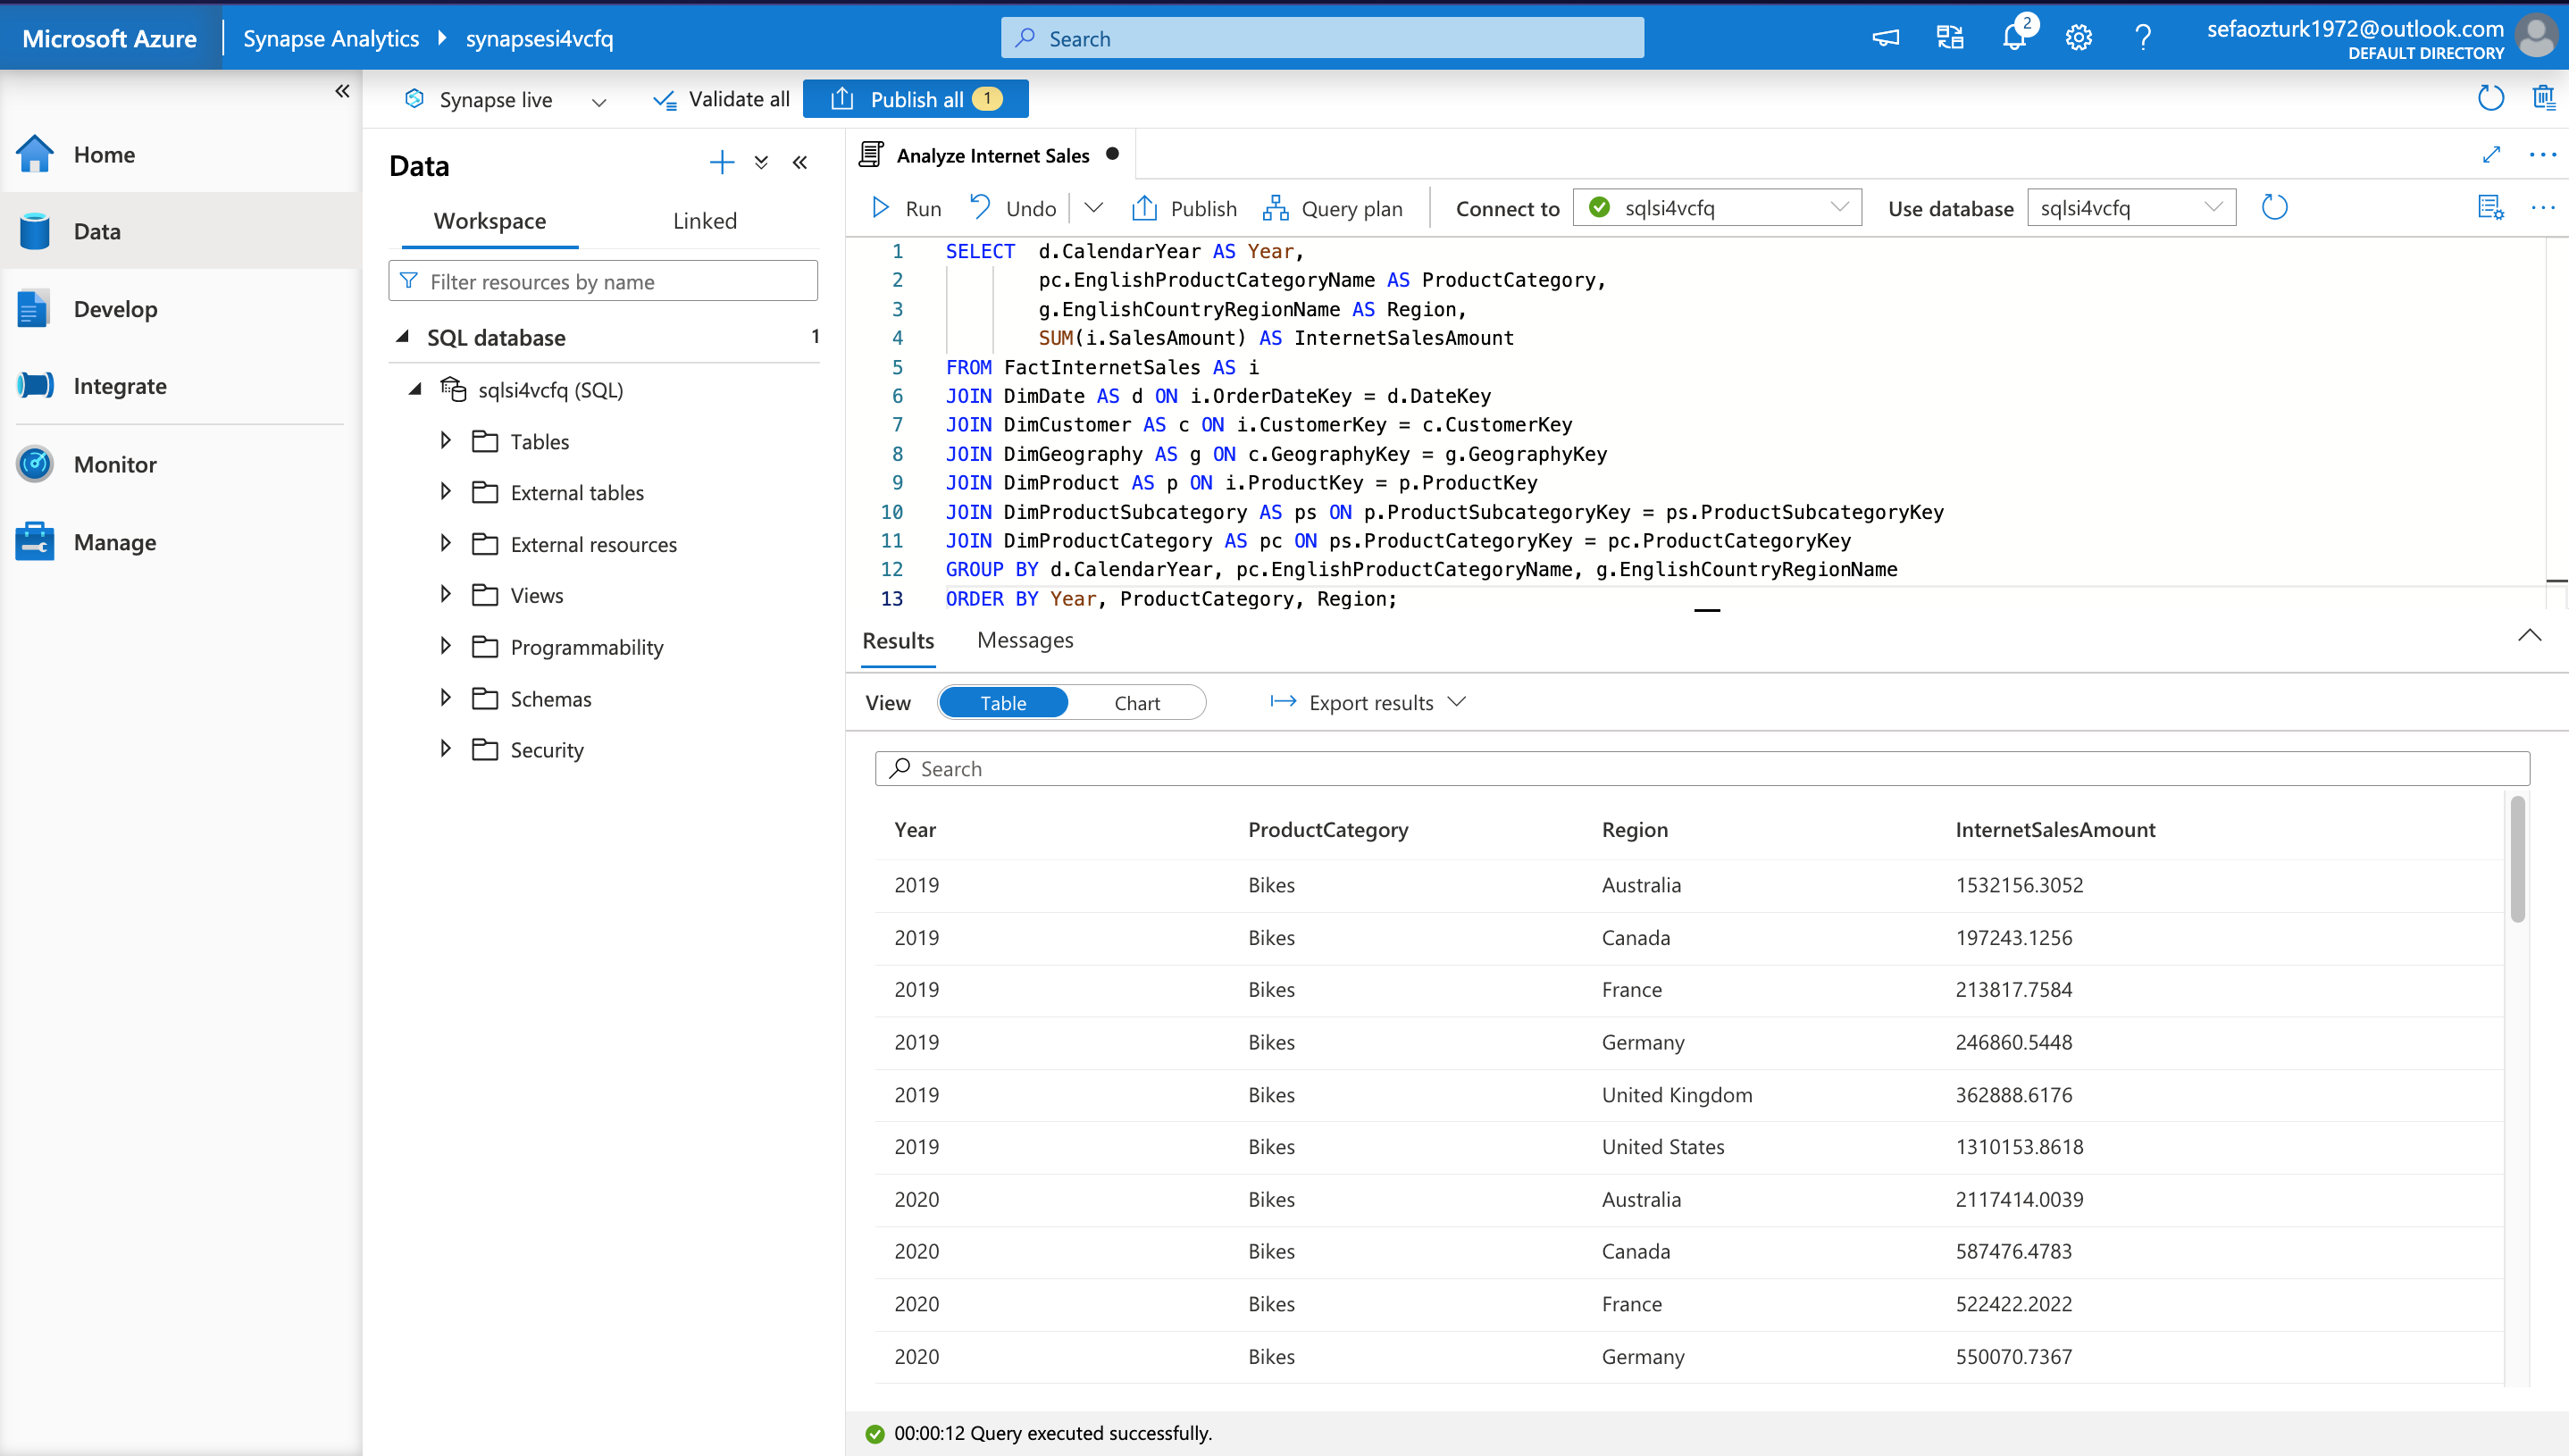 Microsoft Azure
Synapse Analytics
synapsesi4vcfq
Search
2
sefaozturk1972@outlook.com
DEFAULT DIRECTORY
Home
Data
Develop
Integrate
Monitor
Manage
Synapse live
Validate all
Publish all 1
Data
Workspace
Linked
Filter resources by name
SQL database 1
sqlsi4vcfq (SQL)
Tables
External tables
External resources
Views
Programmability
Schemas
Security
Analyze Internet Sales
Run
Undo
Publish
Query plan
Connect to
sqlsi4vcfq
Use database
sqlsi4vcfq
1 SELECT d.CalendarYear AS Year,
2 pc.EnglishProductCategoryName AS ProductCategory,
3 g.EnglishCountryRegionName AS Region,
4 SUM(i.SalesAmount) AS InternetSalesAmount
5 FROM FactInternetSales AS i
6 JOIN DimDate AS d ON i.OrderDateKey = d.DateKey
7 JOIN DimCustomer AS c ON i.CustomerKey = c.CustomerKey
8 JOIN DimGeography AS g ON c.GeographyKey = g.GeographyKey
9 JOIN DimProduct AS p ON i.ProductKey = p.ProductKey
10 JOIN DimProductSubcategory AS ps ON p.ProductSubcategoryKey = ps.ProductSubcategoryKey
11 JOIN DimProductCategory AS pc ON ps.ProductCategoryKey = pc.ProductCategoryKey
12 GROUP BY d.CalendarYear, pc.EnglishProductCategoryName, g.EnglishCountryRegionName
13 ORDER BY Year, ProductCategory, Region;
Results
Messages
View
Table
Chart
Export results
Search
Year ProductCategory Region InternetSalesAmount
2019 Bikes Australia 1532156.3052
2019 Bikes Canada 197243.1256
2019 Bikes France 213817.7584
2019 Bikes Germany 246860.5448
2019 Bikes United Kingdom 362888.6176
2019 Bikes United States 1310153.8618
2020 Bikes Australia 2117414.0039
2020 Bikes Canada 587476.4783
2020 Bikes France 522422.2022
2020 Bikes Germany 550070.7367
00:00:12 Query executed successfully.